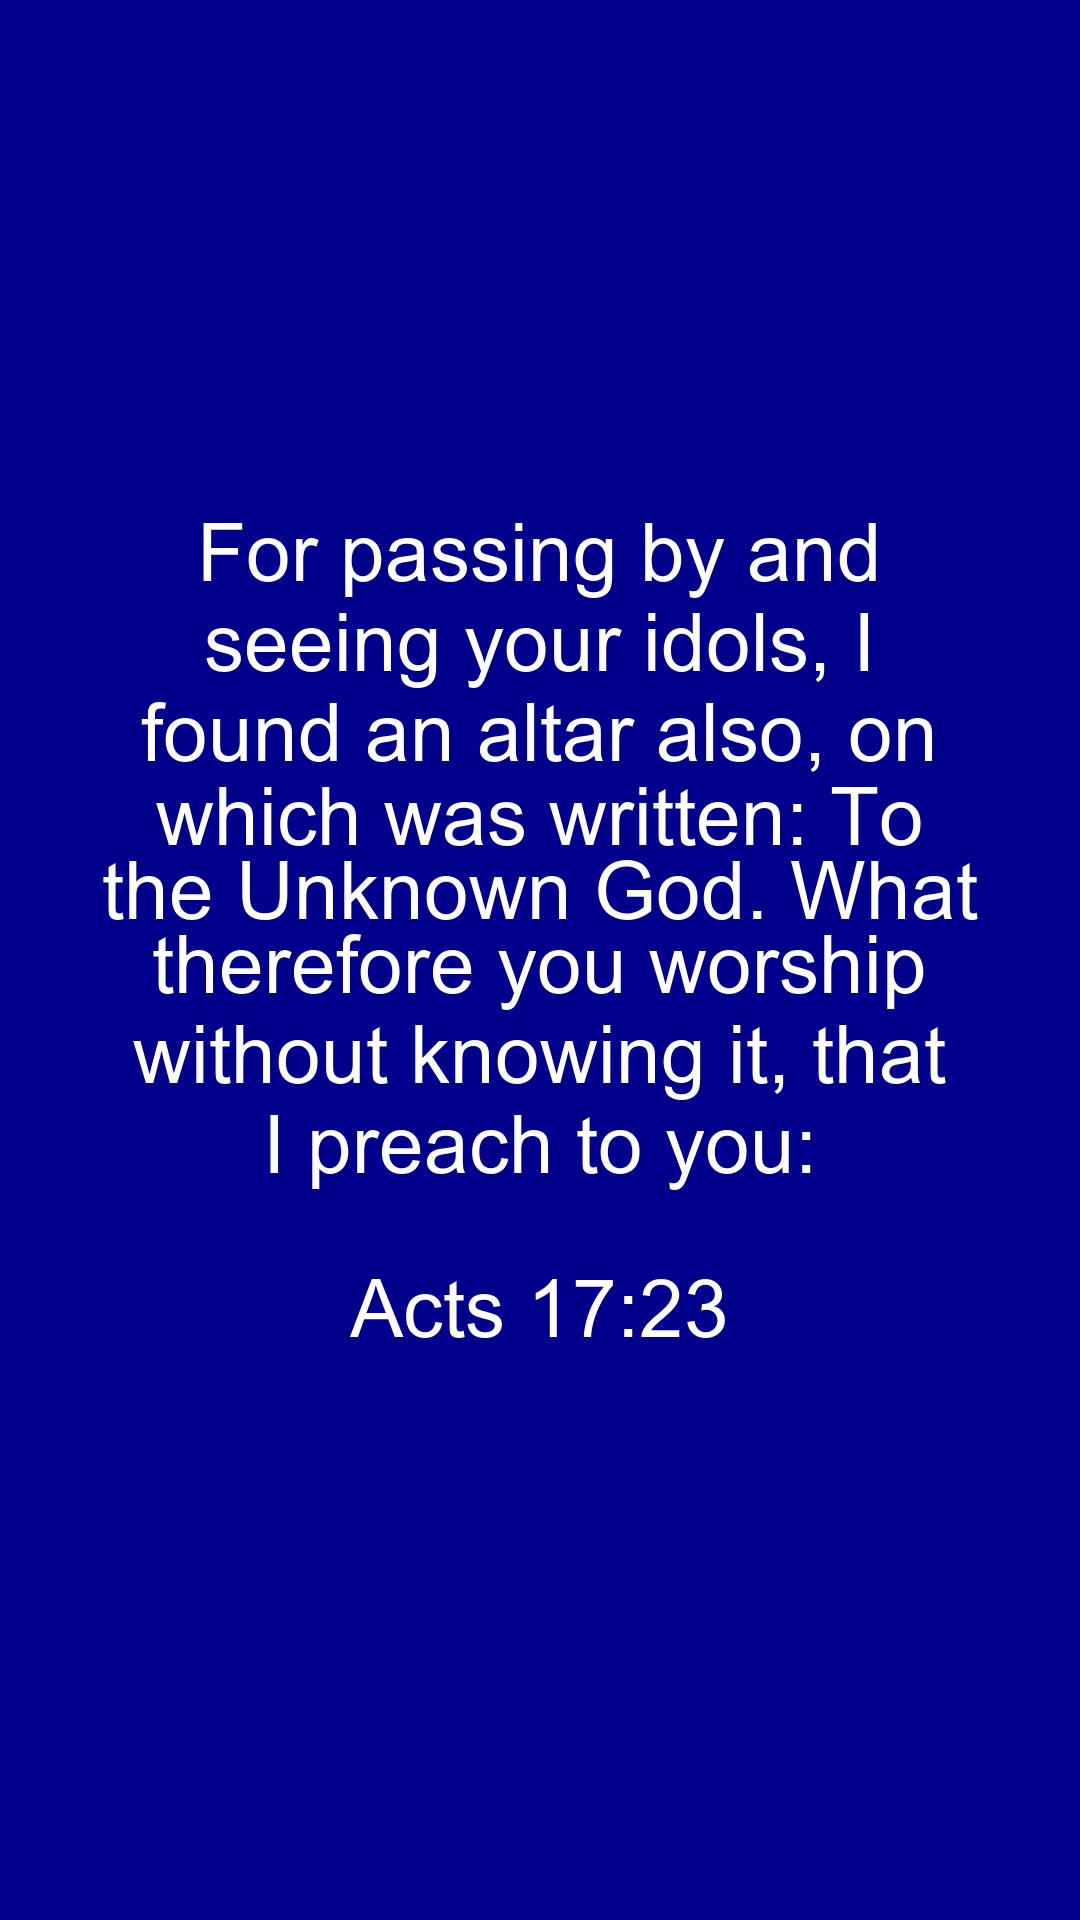 For passing by and
seeing your idols, I
found an altar also, on
which was written: To
the Unknown God. What
therefore you worship
without knowing it, that
I preach to you:
Acts 17:23